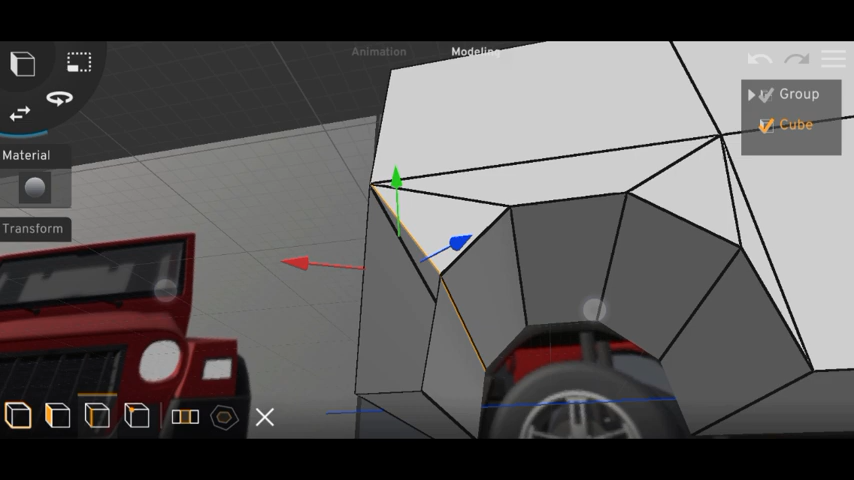 Animation
Modeling
Group
Cube
Material
Transform